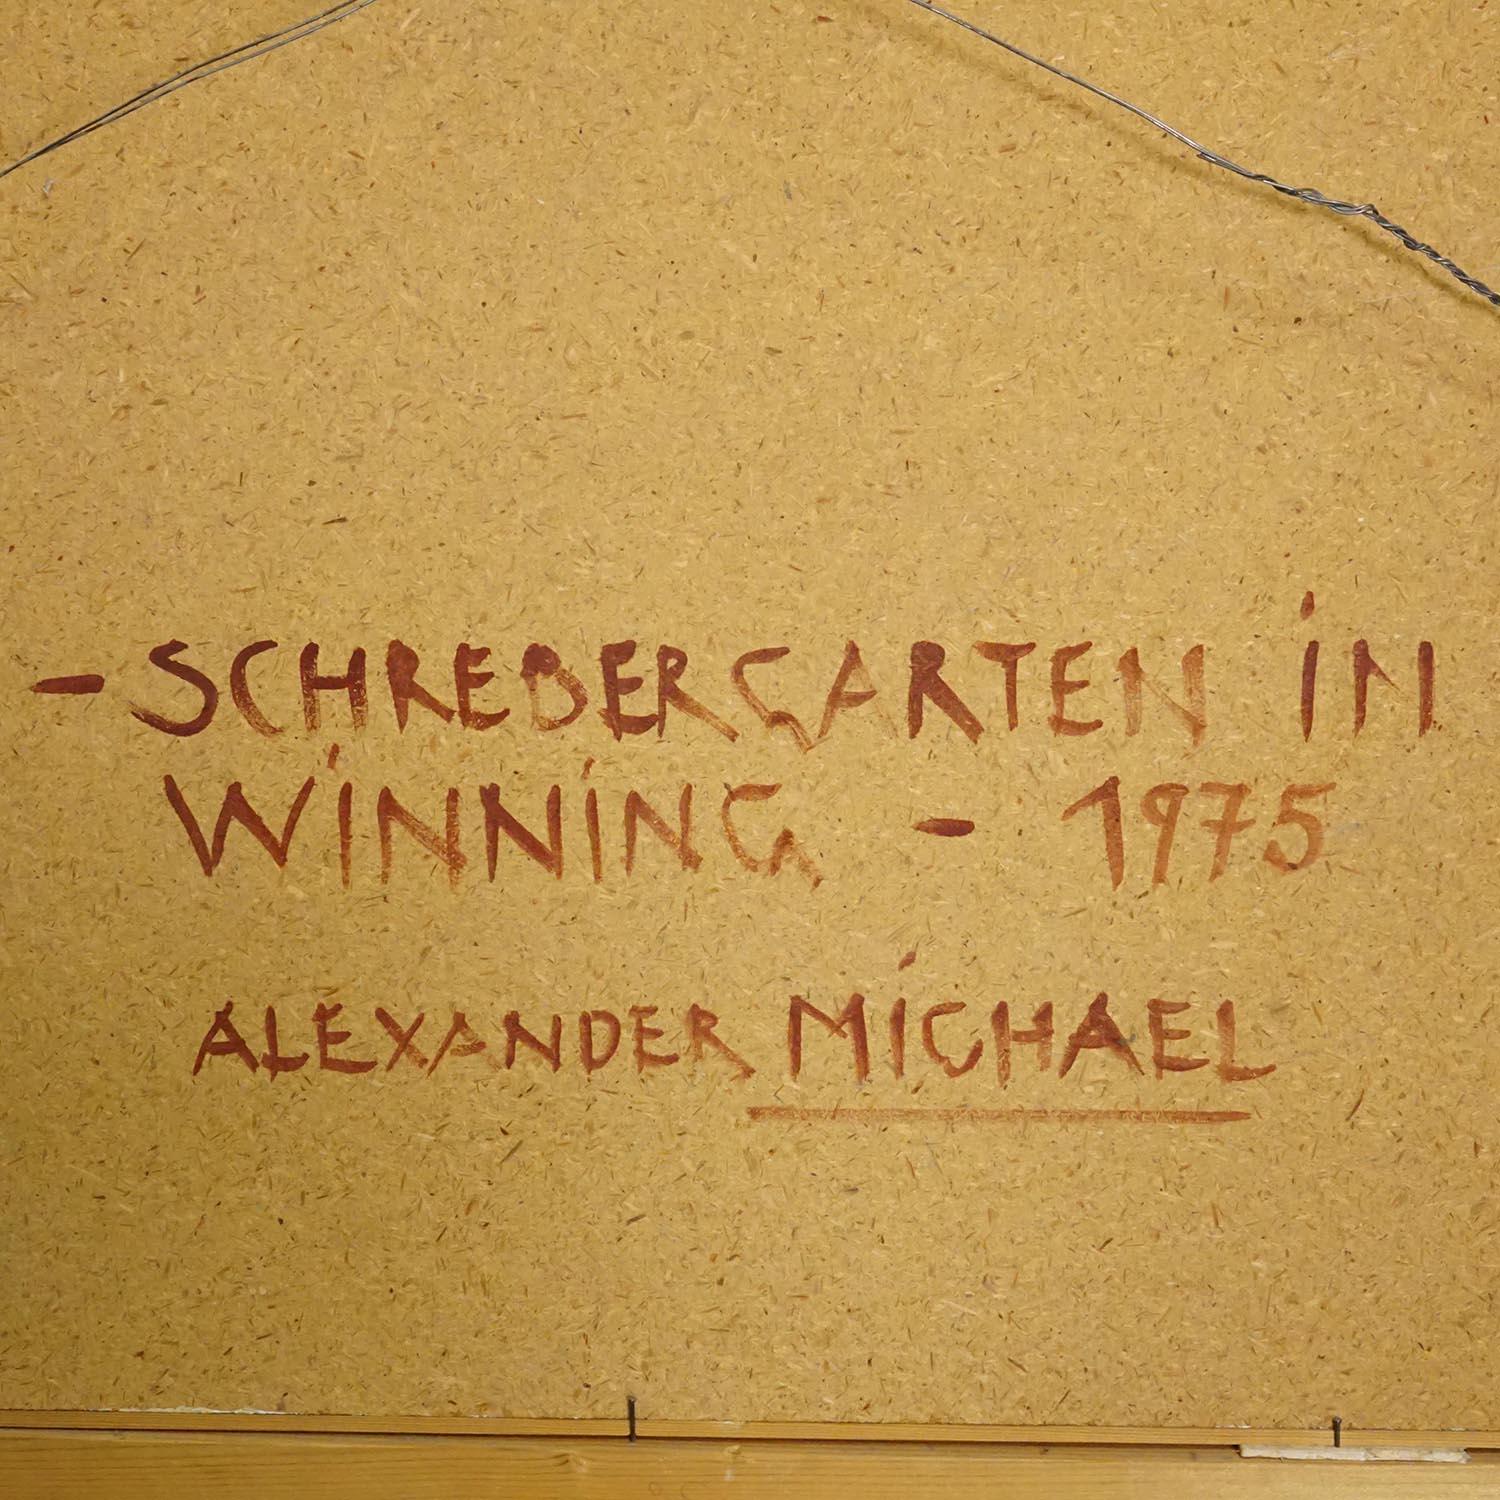 - SCHREBERGARTEN iN
WiNNiNG - 1975
ALEXANDER MiCHAEL